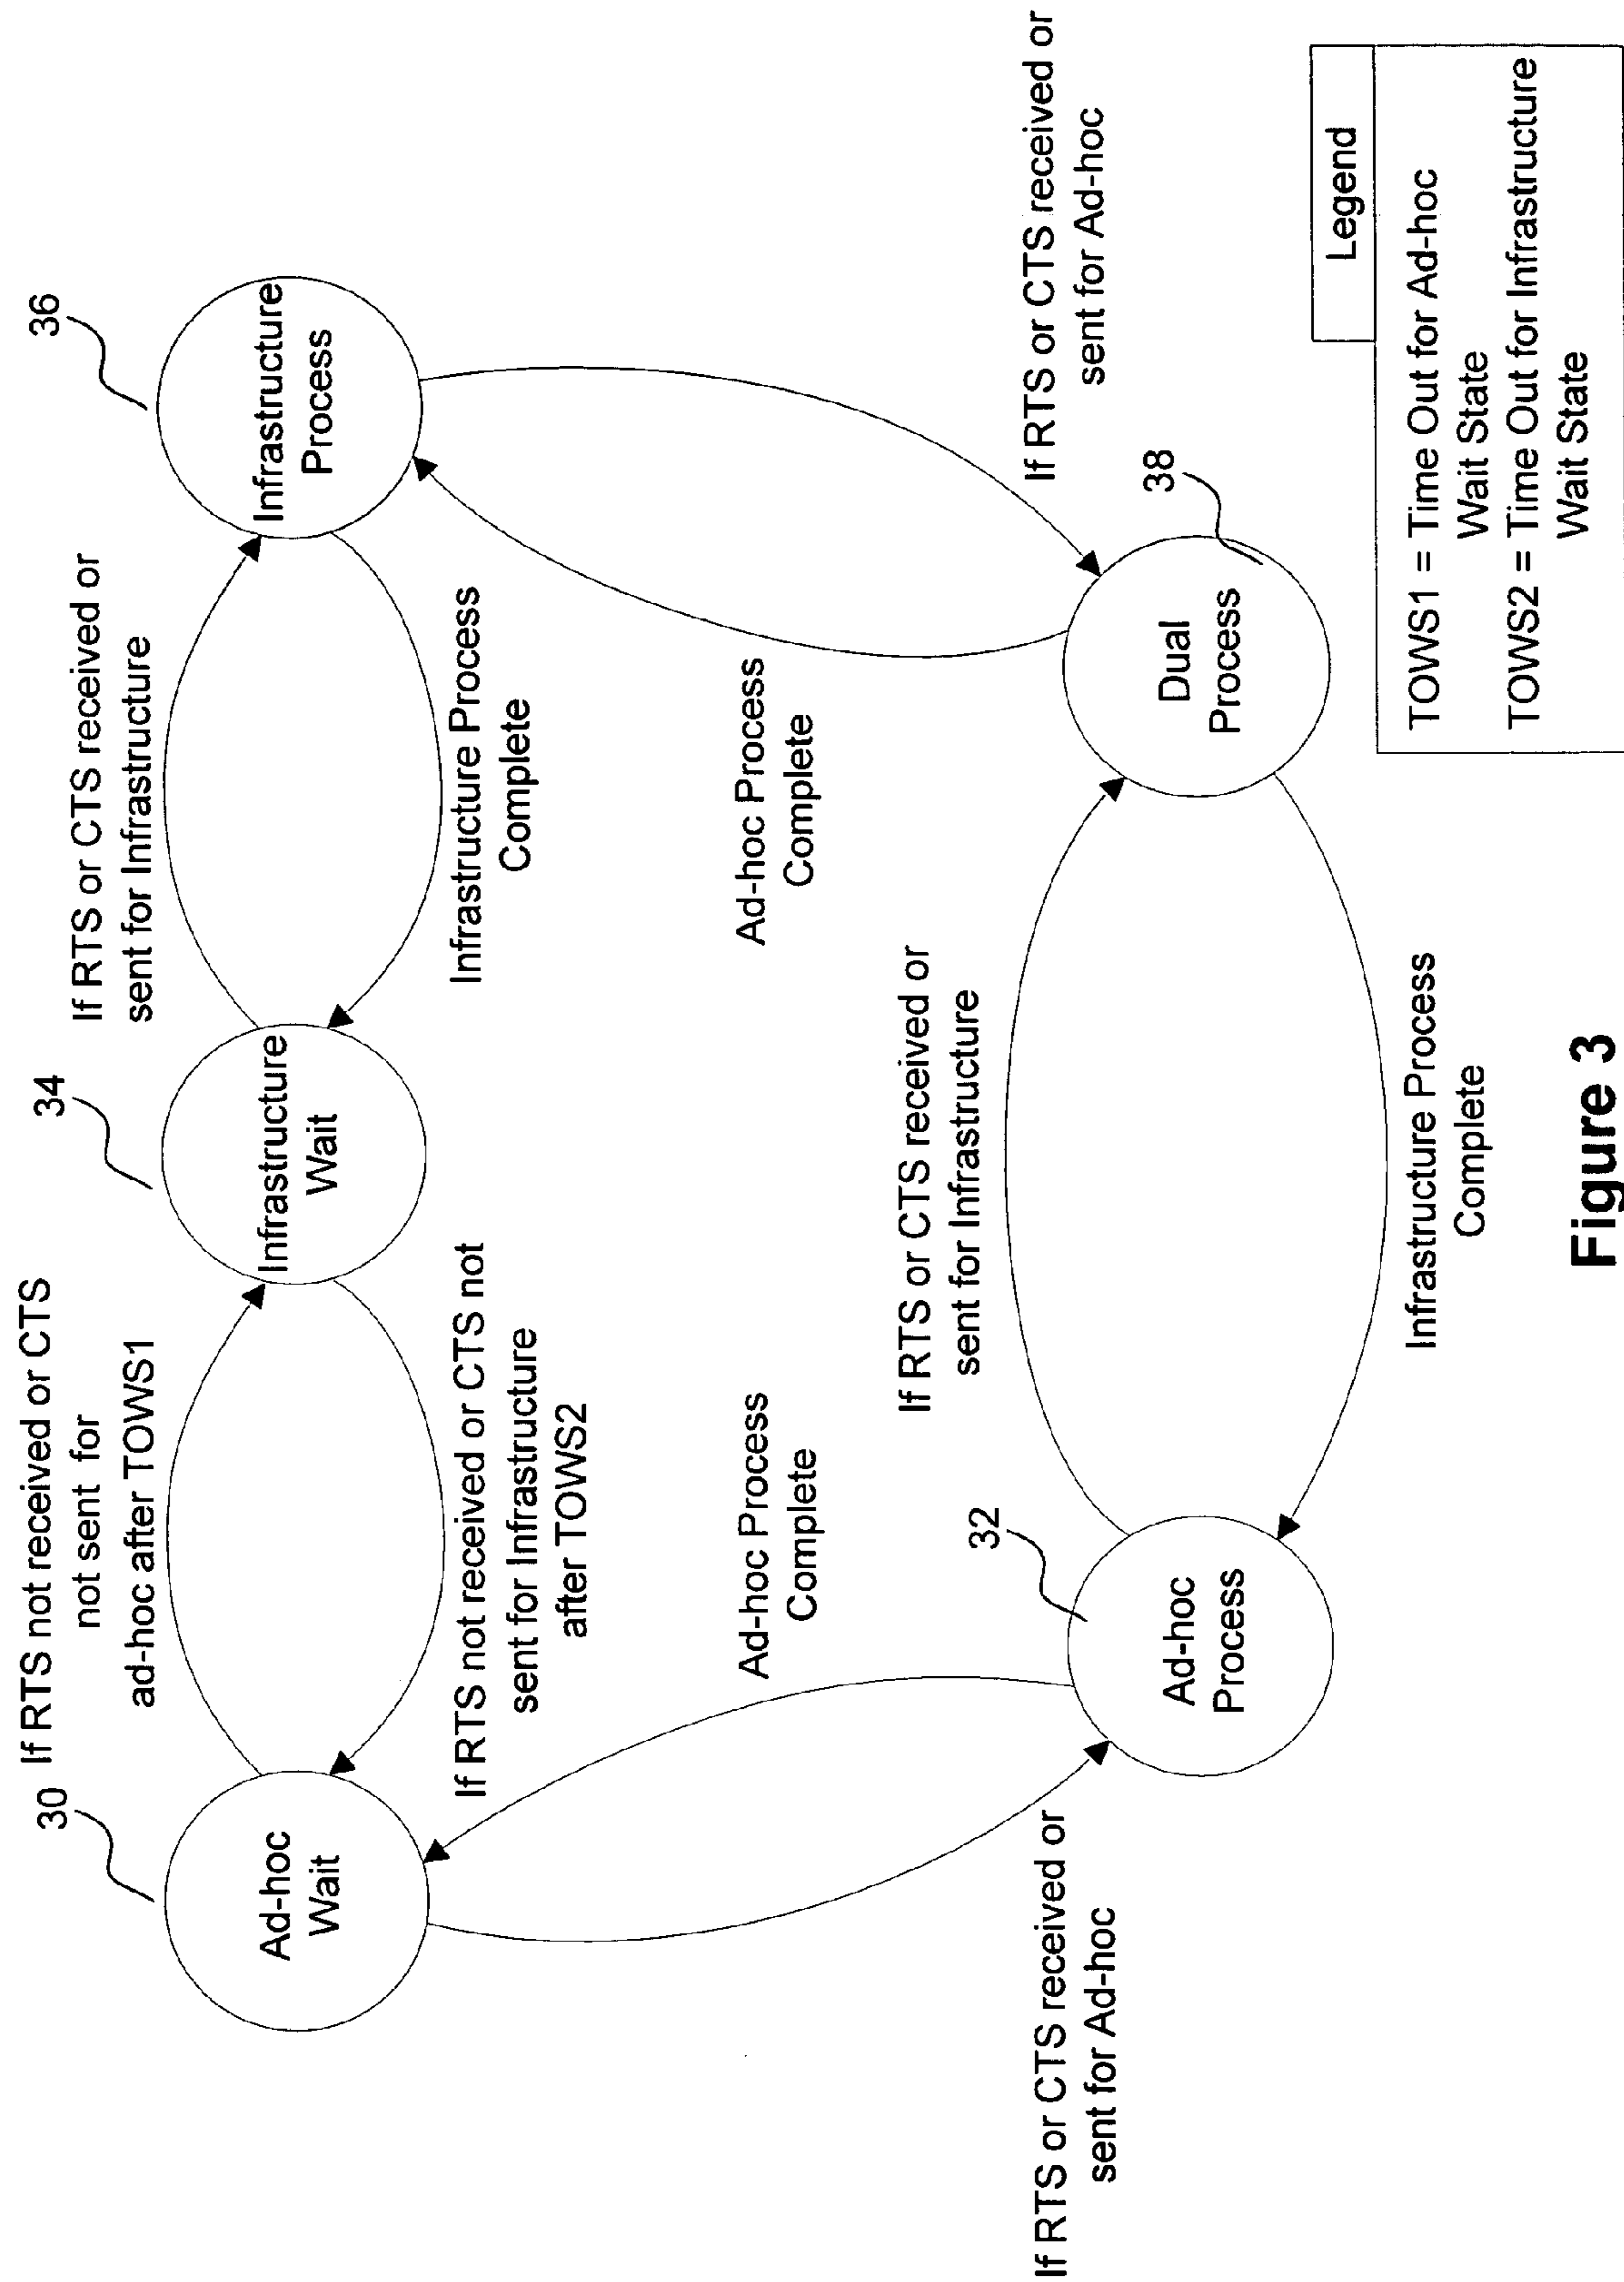 If RTS not received or CTS
not sent for
ad-hoc after TOWS1
If RTS or CTS received or
sent for Infrastructure
30
34
36
Ad-hoc
Wait
Infrastructure
Wait
Infrastructure
Process
If RTS not received or CTS not
sent for Infrastructure
after TOWS2
Infrastructure Process
Complete
Ad-hoc Process
Complete
Ad-hoc Process
Complete
If RTS or CTS received or
sent for Infrastructure
If RTS or CTS received or
sent for Ad-hoc
If RTS or CTS received or
sent for Ad-hoc
32
38
Ad-hoc
Process
Dual
Process
Infrastructure Process
Complete
Legend
TOWS1 = Time Out for Ad-hoc
Wait State
TOWS2 = Time Out for Infrastructure
Wait State
Figure 3